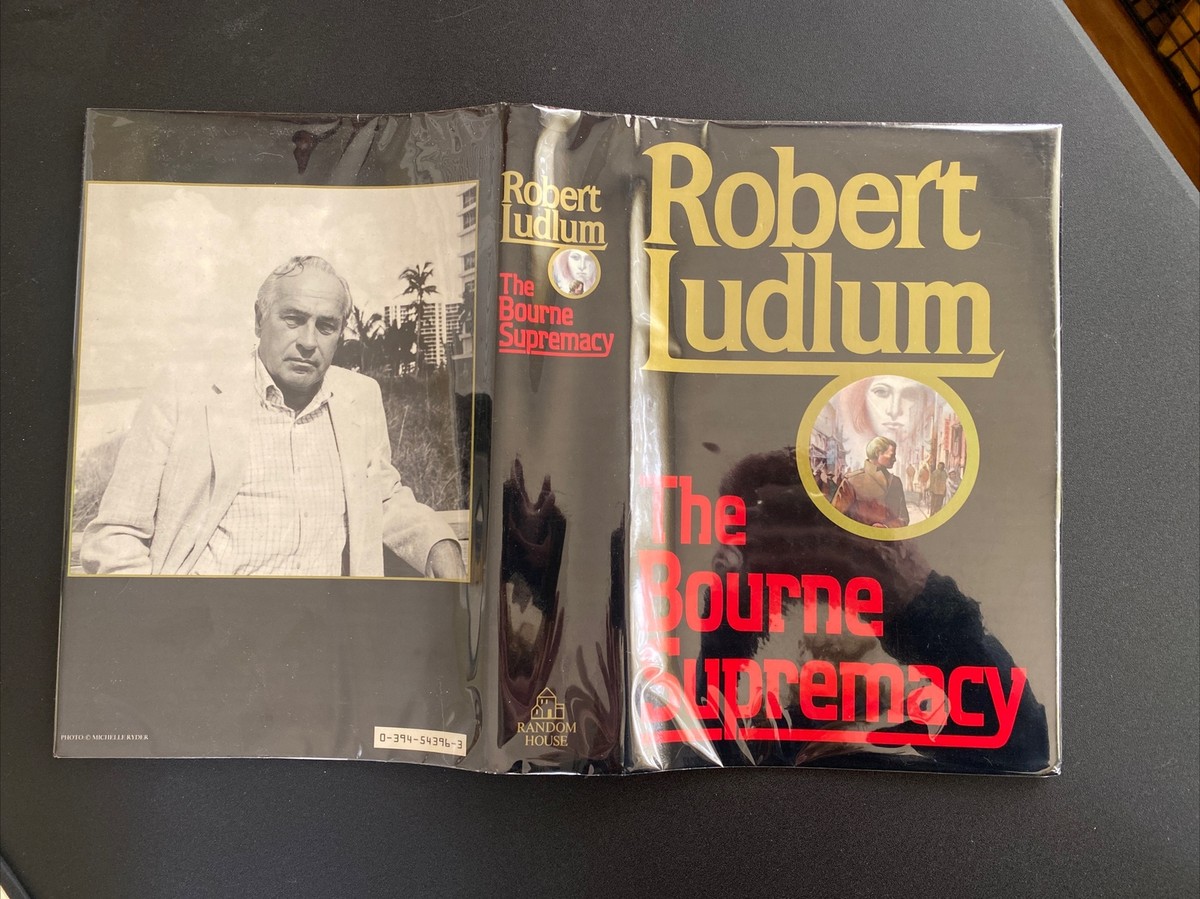 PHOTO © MICHELLE RYDER
0-394-54396-3
Robert
Ludlum
The
Bourne
Supremacy
RANDOM
HOUSE
Robert
Ludlum
The
Bourne
Supremacy